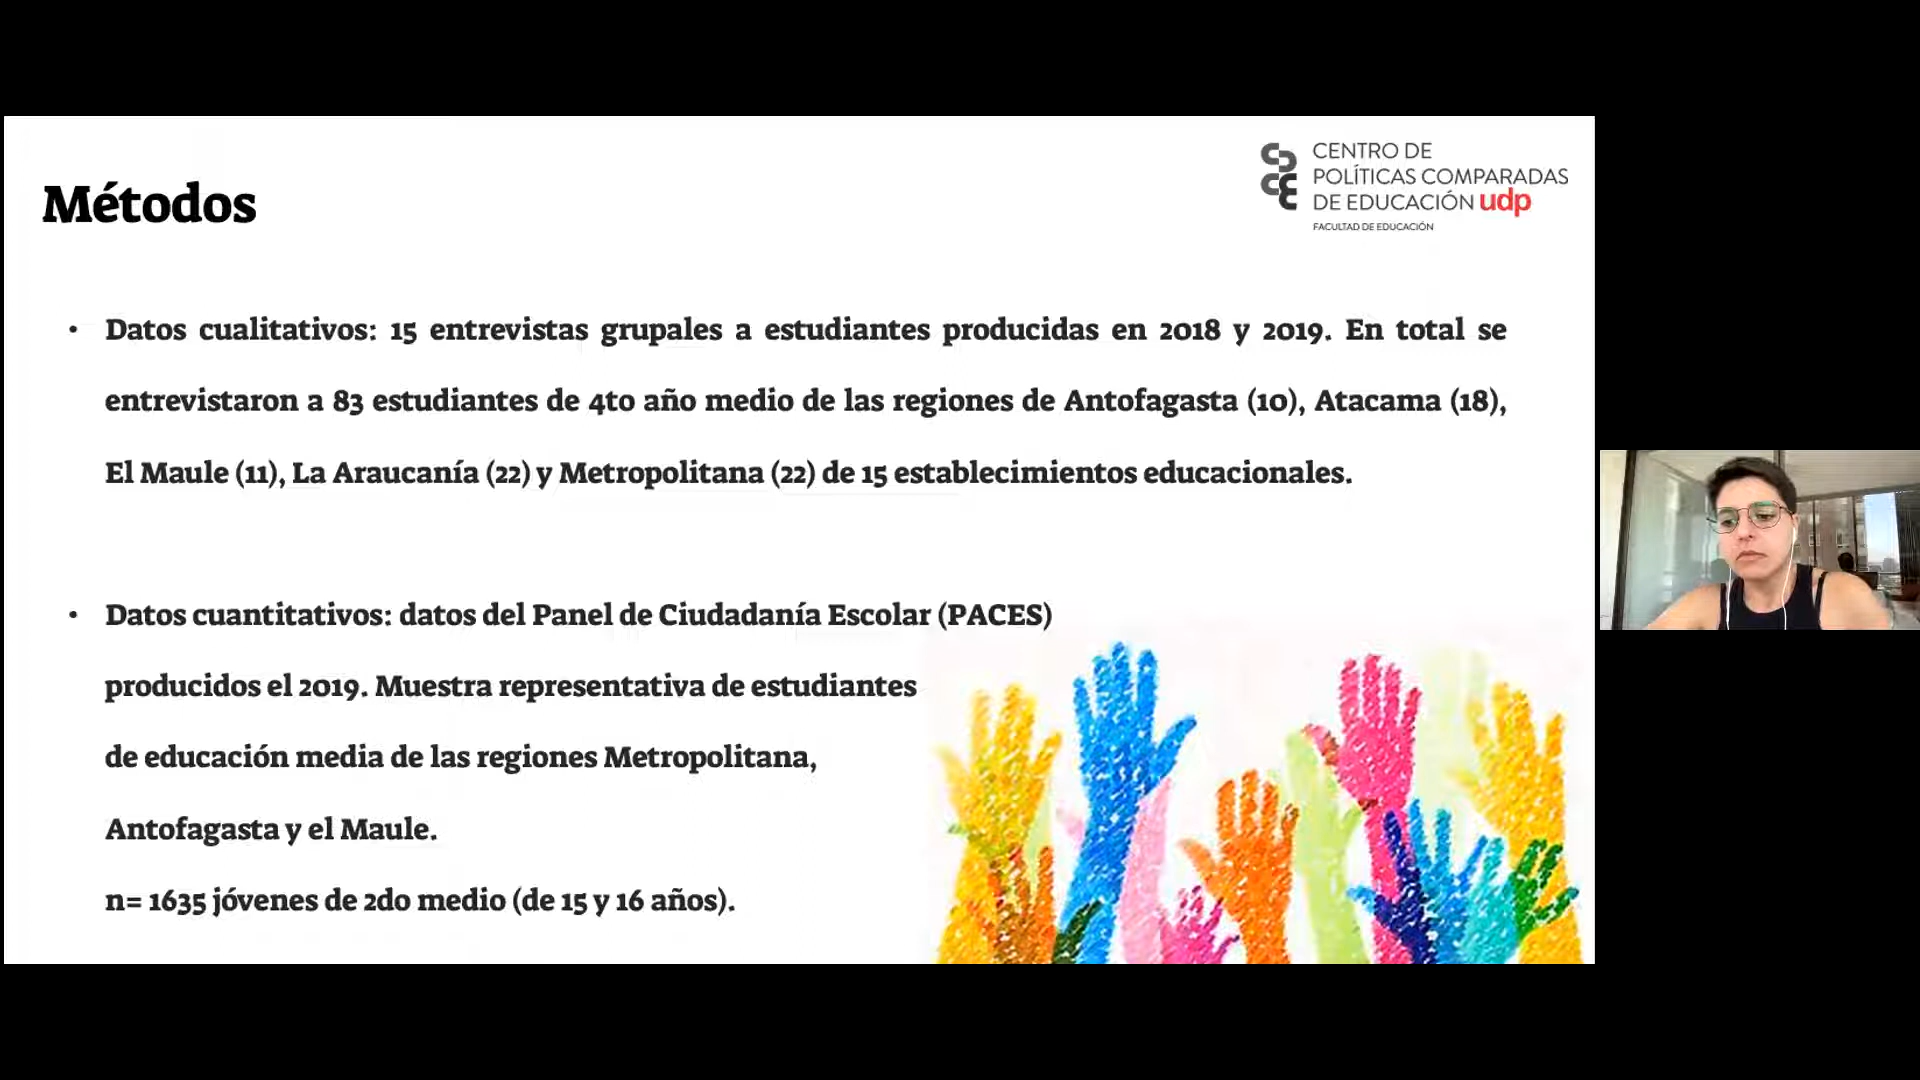 CENTRO DE
POLÍTICAS COMPARADAS
DE EDUCACIÓN udp
FACULTAD DE EDUCACIÓN
Métodos
• Datos cualitativos: 15 entrevistas grupales a estudiantes producidas en 2018 y 2019. En total se
entrevistaron a 83 estudiantes de 4to año medio de las regiones de Antofagasta (10), Atacama (18),
El Maule (11), La Araucanía (22) y Metropolitana (22) de 15 establecimientos educacionales.
• Datos cuantitativos: datos del Panel de Ciudadanía Escolar (PACES)
producidos el 2019. Muestra representativa de estudiantes
de educación media de las regiones Metropolitana,
Antofagasta y el Maule.
n= 1635 jóvenes de 2do medio (de 15 y 16 años).